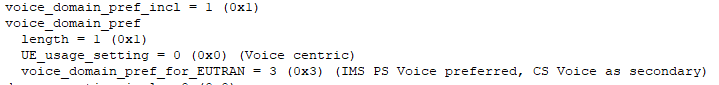 voice_domain_pref_incl = 1 (0x1)
voice_domain_pref
length = 1 (0x1)
UE_usage_setting = 0 (0x0) (Voice centric)
voice_domain_pref_for_EUTRAN = 3 (0x3) (IMS PS Voice preferred, CS Voice as secondary)